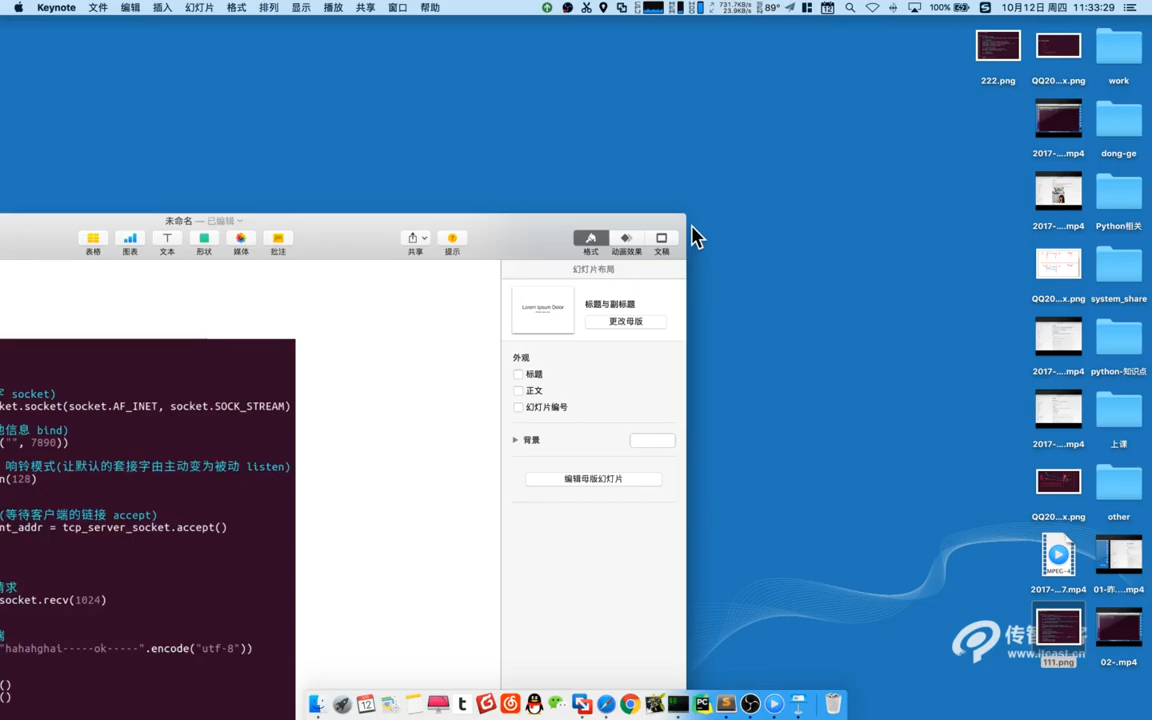 Keynote 文件 编辑 插入 幻灯片 格式 排列 显示 播放 共享 窗口 帮助 731.7KB/s 23.9KB/s 89° 100% 10月12日 周四 11:33:29
222.png QQ20...x.png work
2017-....mp4 dong-ge
2017-....mp4 Python相关
QQ20...x.png system_share
2017-....mp4 python-知识点
2017-....mp4 上课
QQ20...x.png other
2017-...7.mp4 01-昨....mp4
111.png 02-.mp4
未命名 — 已编辑
表格 图表 文本 形状 媒体 批注 共享 提示 格式 动画效果 文稿
幻灯片布局
Lorem Ipsum Dolor
标题与副标题
更改母版
外观
标题
正文
幻灯片编号
背景
编辑母版幻灯片
字 socket)
ket.socket(socket.AF_INET, socket.SOCK_STREAM)
地信息 bind)
("", 7890))
响铃模式(让默认的套接字由主动变为被动 listen)
n(128)
(等待客户端的链接 accept)
nt_addr = tcp_server_socket.accept()
请求
socket.recv(1024)
端
"hahahghai-----ok-----".encode("utf-8"))
()
()
www.itcast.cn